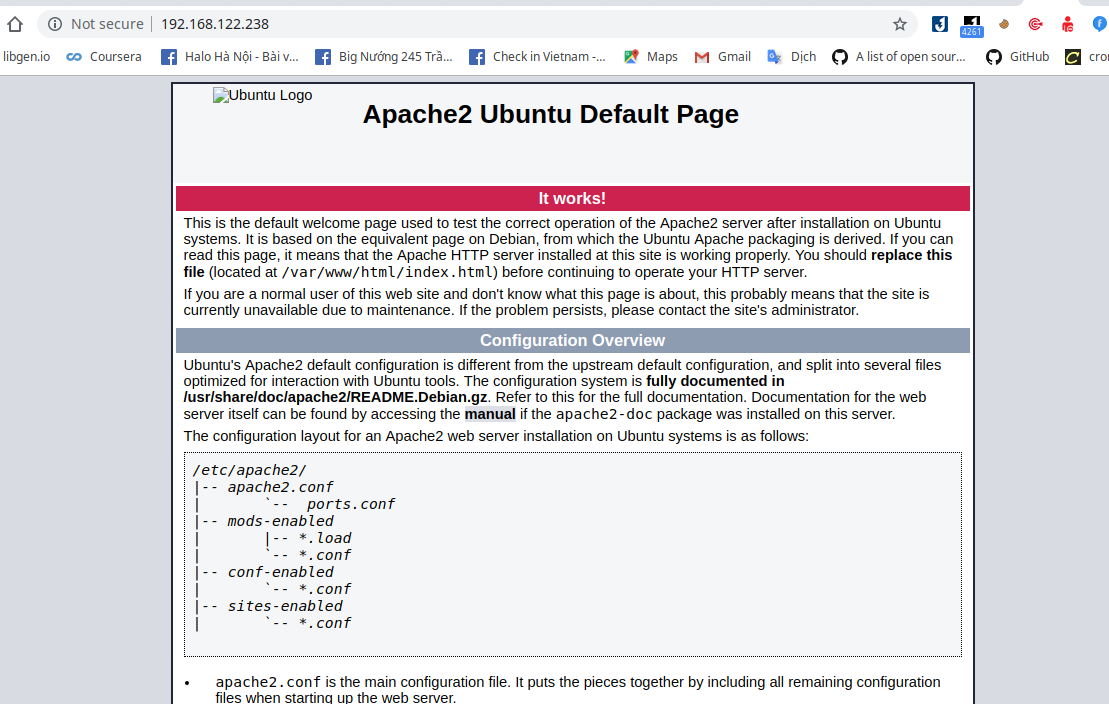 Not secure | 192.168.122.238
4261
libgen.io Coursera Halo Hà Nội - Bài v... Big Nướng 245 Trầ... Check in Vietnam -... Maps Gmail Dịch A list of open sour... GitHub cron
Ubuntu Logo
Apache2 Ubuntu Default Page
It works!
This is the default welcome page used to test the correct operation of the Apache2 server after installation on Ubuntu
systems. It is based on the equivalent page on Debian, from which the Ubuntu Apache packaging is derived. If you can
read this page, it means that the Apache HTTP server installed at this site is working properly. You should replace this
file (located at /var/www/html/index.html) before continuing to operate your HTTP server.
If you are a normal user of this web site and don't know what this page is about, this probably means that the site is
currently unavailable due to maintenance. If the problem persists, please contact the site's administrator.
Configuration Overview
Ubuntu's Apache2 default configuration is different from the upstream default configuration, and split into several files
optimized for interaction with Ubuntu tools. The configuration system is fully documented in
/usr/share/doc/apache2/README.Debian.gz. Refer to this for the full documentation. Documentation for the web
server itself can be found by accessing the manual if the apache2-doc package was installed on this server.
The configuration layout for an Apache2 web server installation on Ubuntu systems is as follows:
/etc/apache2/
|-- apache2.conf
|       `--  ports.conf
|-- mods-enabled
|       |-- *.load
|       `-- *.conf
|-- conf-enabled
|       `-- *.conf
|-- sites-enabled
|       `-- *.conf
• apache2.conf is the main configuration file. It puts the pieces together by including all remaining configuration
files when starting up the web server.